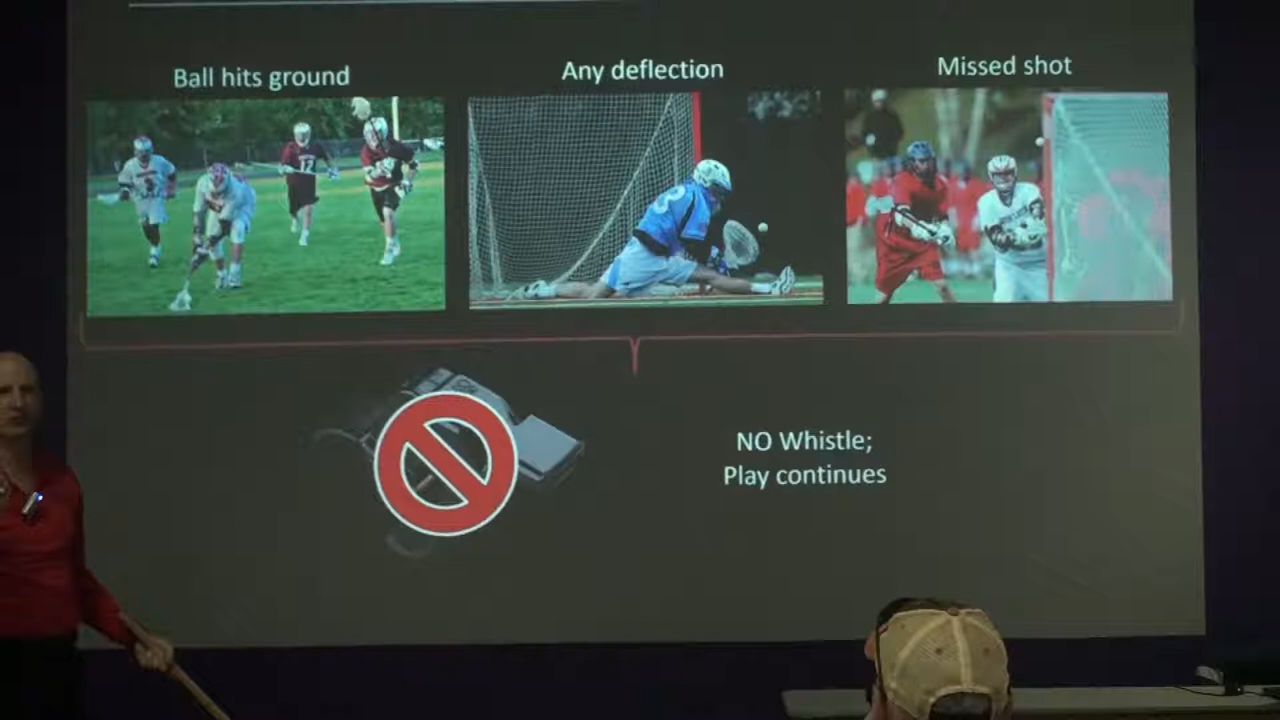 Ball hits ground
Any deflection
Missed shot
NO Whistle;
Play continues